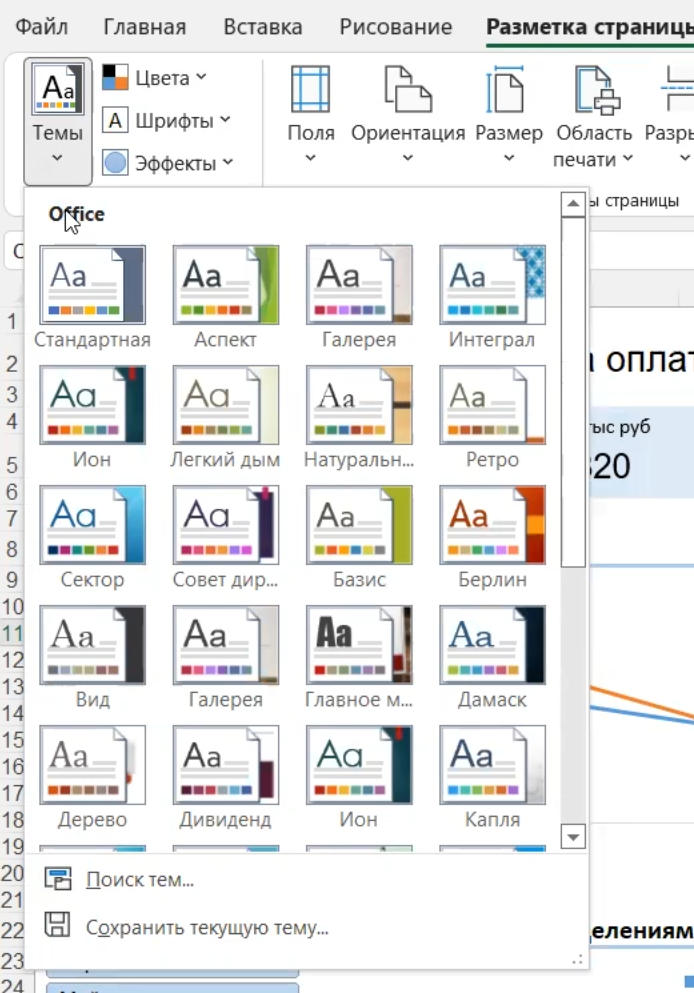 Файл Главная Вставка Рисование Разметка страницы
Аа Цвета
Темы А Шрифты
Эффекты
Поля Ориентация Размер Область печати
ы страницы
Office
Aa Aa Aa Aa
Стандартная Аспект Галерея Интеграл
Aa Aa Aa Aa
Ион Легкий дым Натуральн... Ретро
Aa Aa Aa Aa
Сектор Совет дир... Базис Берлин
Aa Aa Aa Aa
Вид Галерея Главное м... Дамаск
Aa Aa Aa Aa
Дерево Дивиденд Ион Капля
Поиск тем...
Сохранить текущую тему...
1
2 а оплат
3
4 тыс руб
5 320
6
7
8
9
10
11
12
13
14
15
16
17
18
19
20
21
22 елениям
23
24